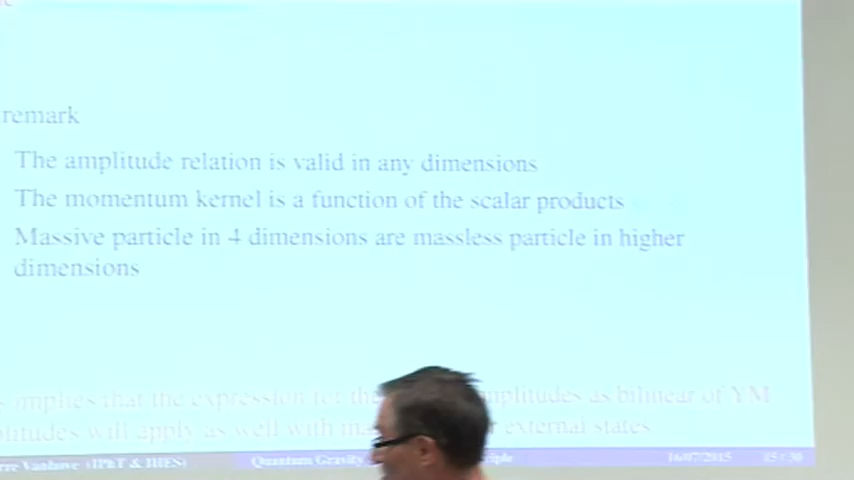 remark
The amplitude relation is valid in any dimensions
The momentum kernel is a function of the scalar products
Massive particle in 4 dimensions are massless particle in higher
dimensions
implies that the expression for the amplitudes as bilinear of YM
will apply as well with external states
Vanhove (IPhT & IHES) Quantum Gravity 16/07/2015 15 / 30